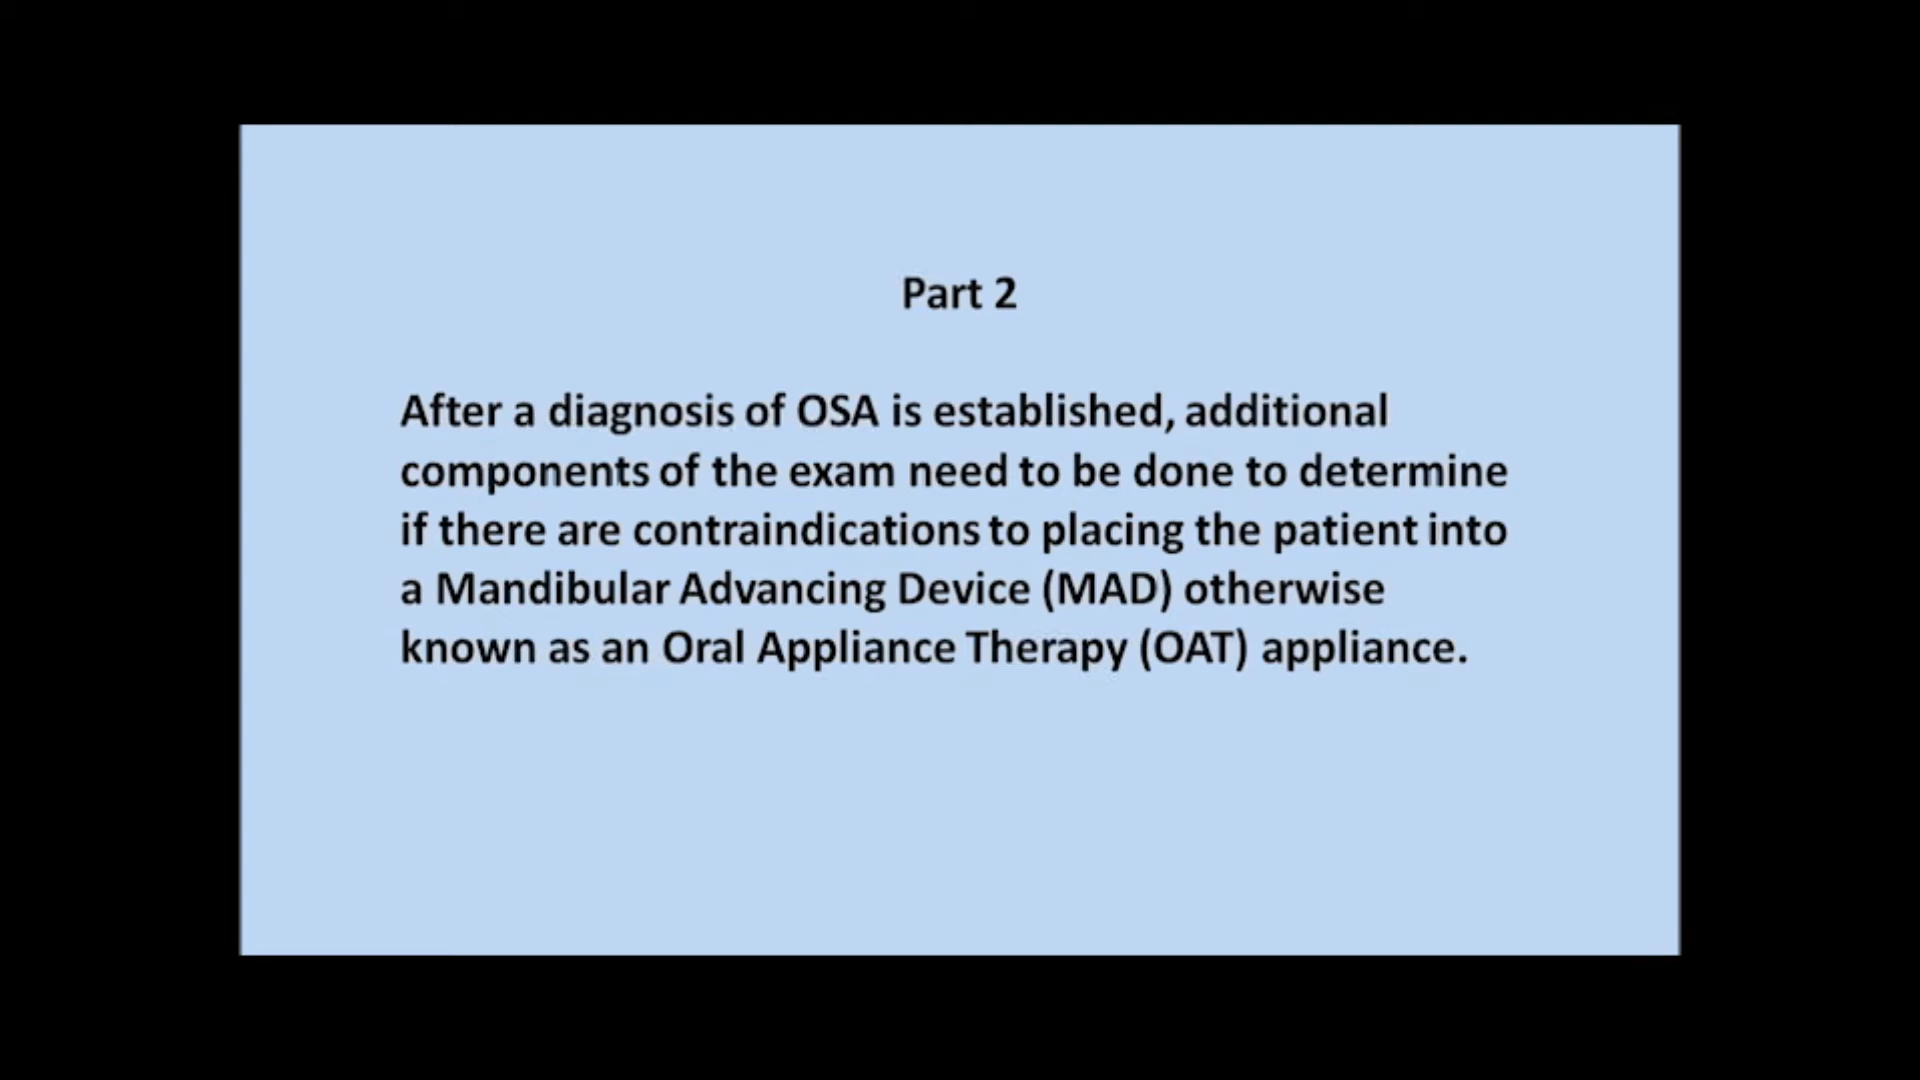 Part 2
After a diagnosis of OSA is established, additional
components of the exam need to be done to determine
if there are contraindications to placing the patient into
a Mandibular Advancing Device (MAD) otherwise
known as an Oral Appliance Therapy (OAT) appliance.